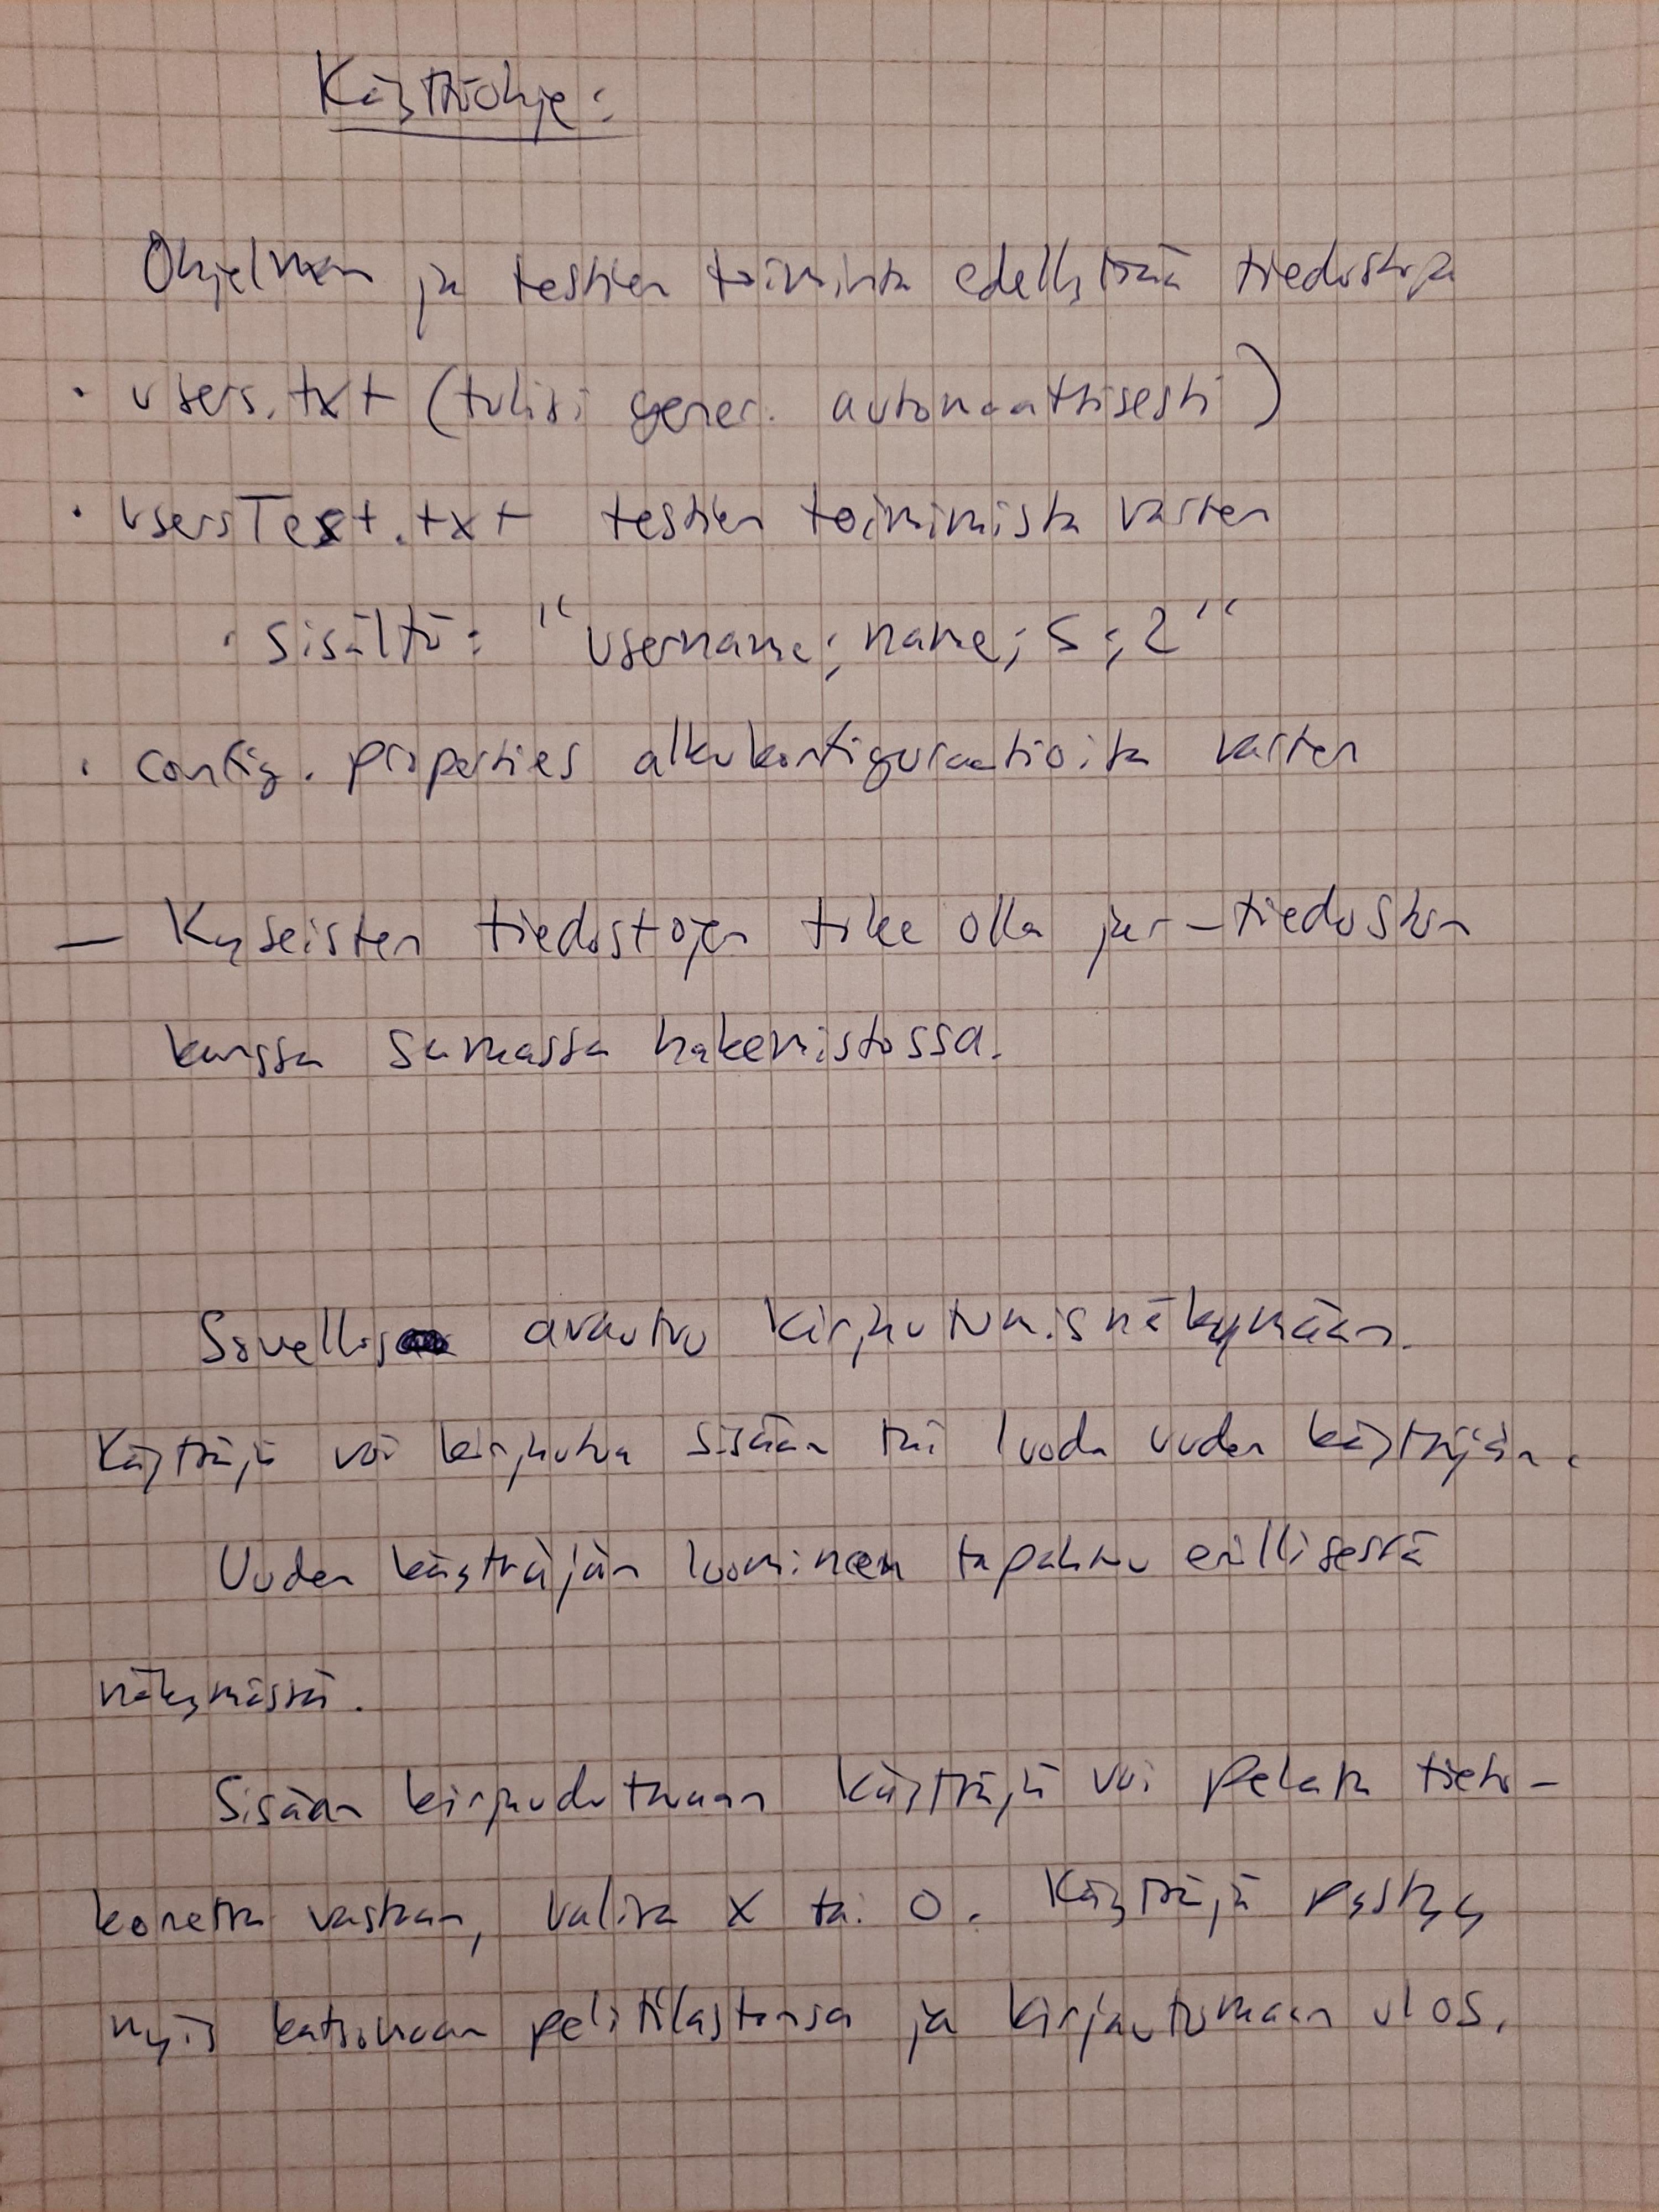 Käyttöohje:
Ohjelman ja testien toiminta edellyttää tiedostoja
· users.txt (tulisi gener. automaattisesti)
· usersTest.txt testien toimimista varten
· sisältö: "username;name;5;2"
· config.properties alkukonfiguraatioita varten
— Kyseisten tiedostojen tulee olla jar-tiedoston
kanssa samassa hakemistossa.
Sovellus avautuu kirjautumisnäkymään.
Käyttäjä voi kirjautua sisään tai luoda uuden käyttäjän.
Uuden käyttäjän luominen tapahtuu erillisessä
näkymässä.
Sisään kirjauduttuaan käyttäjä voi pelata tieto-
konetta vastaan, valita X tai O. Käyttäjä pystyy
myös katsomaan pelitilastonsa ja kirjautumaan ulos.